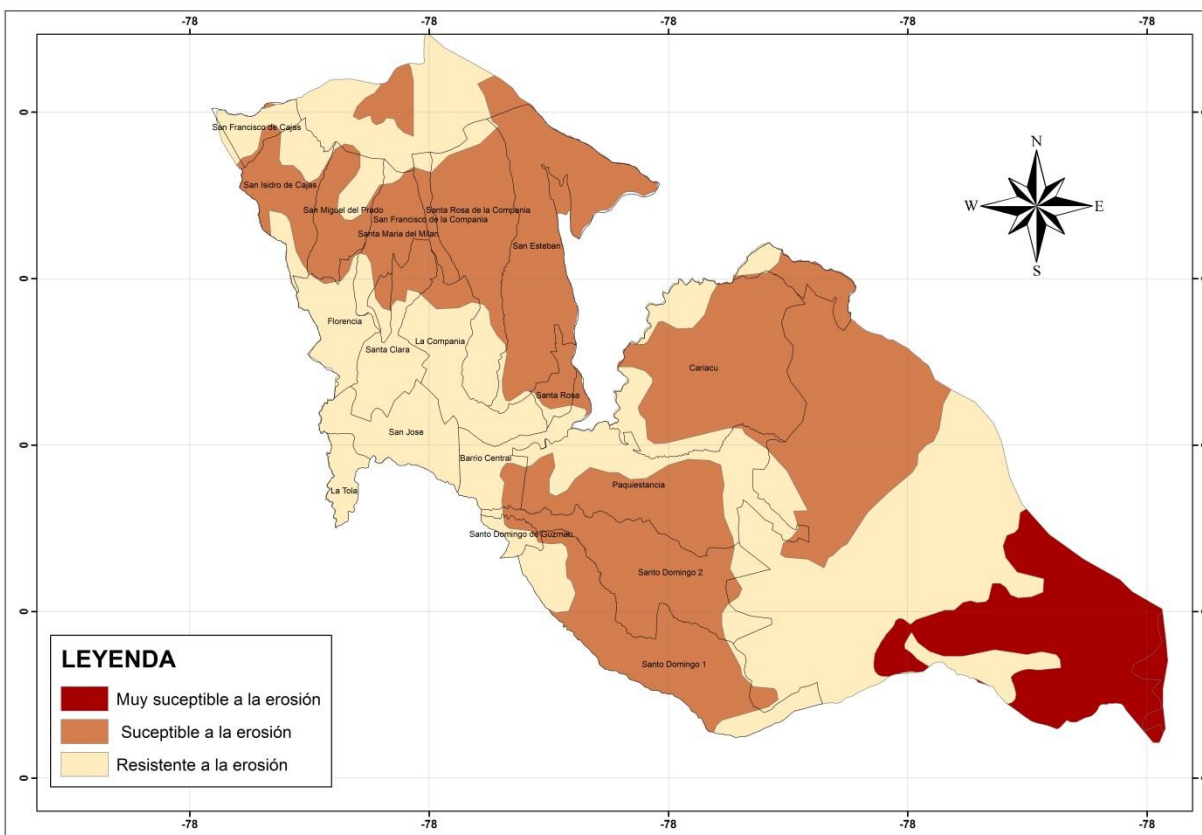 -78 -78 -78 -78 -78
0 0
San Francisco de Cajas
N
San Isidro de Cajas
W E
San Miguel del Prado
Santa Rosa de la Compania
San Francisco de la Compania
Santa Maria del Milan
San Esteban
S
0
Florencia
La Compania
Santa Clara
Cariacu
Santa Rosa
San Jose
0
Barrio Central
Paquiestancia
La Tola
Santo Domingo de Guzman
Santo Domingo 2
0
LEYENDA
Santo Domingo 1
Muy suceptible a la erosión
Suceptible a la erosión
Resistente a la erosión
0
-78 -78 -78 -78 -78